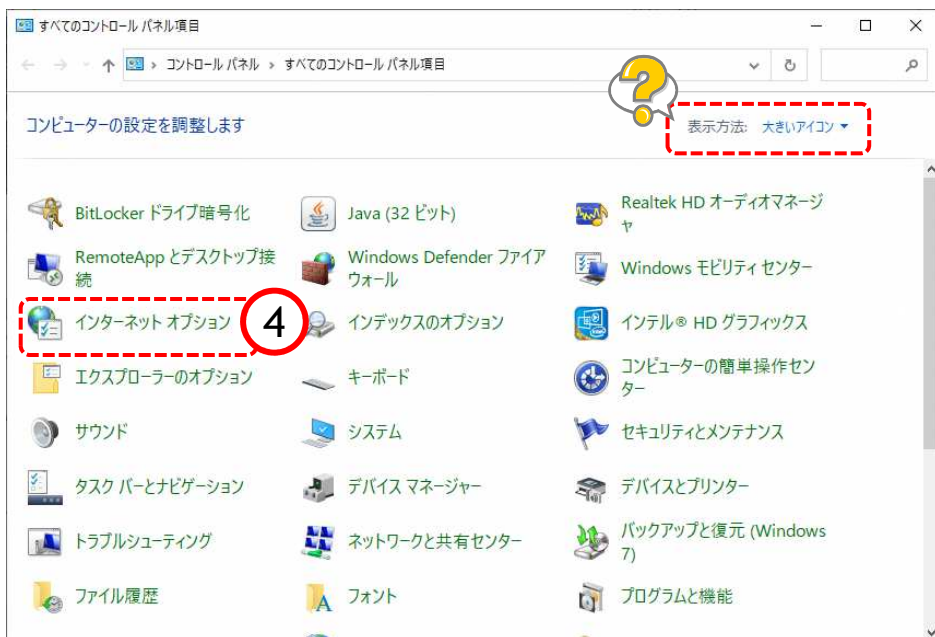 すべてのコントロール パネル項目
コントロール パネル › すべてのコントロール パネル項目
?
コンピューターの設定を調整します
表示方法: 大きいアイコン
BitLocker ドライブ暗号化
Java (32 ビット)
Realtek HD オーディオマネージ
ャ
RemoteApp とデスクトップ接
続
Windows Defender ファイア
ウォール
Windows モビリティ センター
インターネット オプション
4
インデックスのオプション
インテル® HD グラフィックス
エクスプローラーのオプション
キーボード
コンピューターの簡単操作セン
ター
サウンド
システム
セキュリティとメンテナンス
タスク バーとナビゲーション
デバイス マネージャー
デバイスとプリンター
トラブルシューティング
ネットワークと共有センター
バックアップと復元 (Windows
7)
ファイル履歴
フォント
プログラムと機能